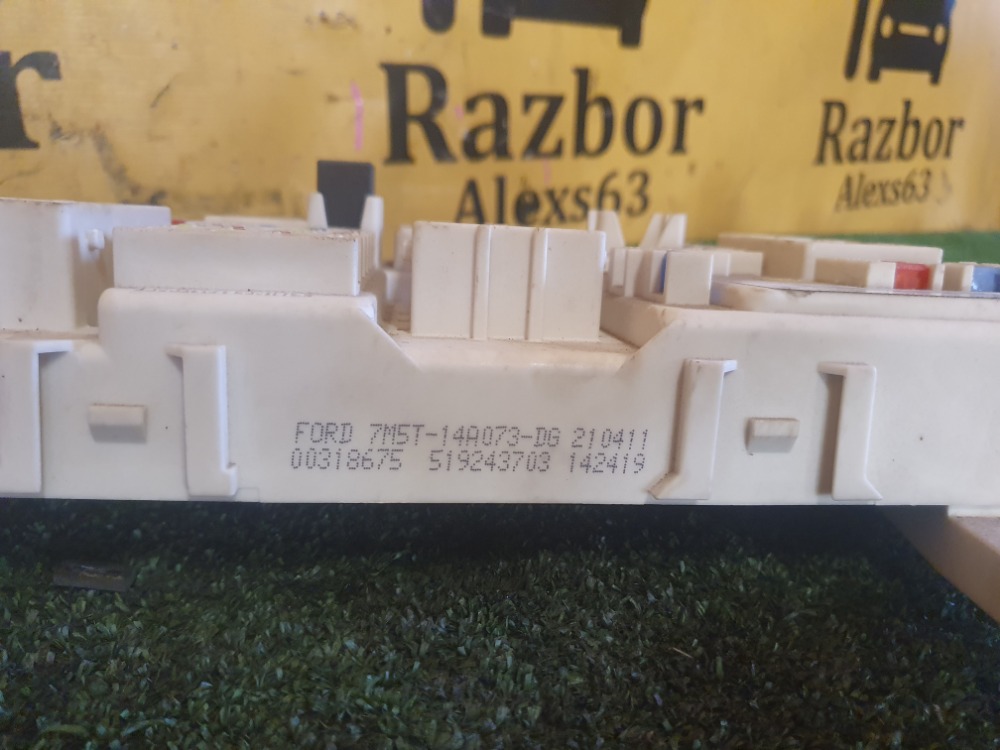 r
Razbor
Alexs63
Razbor
Alexs63
FORD 7M5T-14A073-DG 210411
00318675 519243703 142419